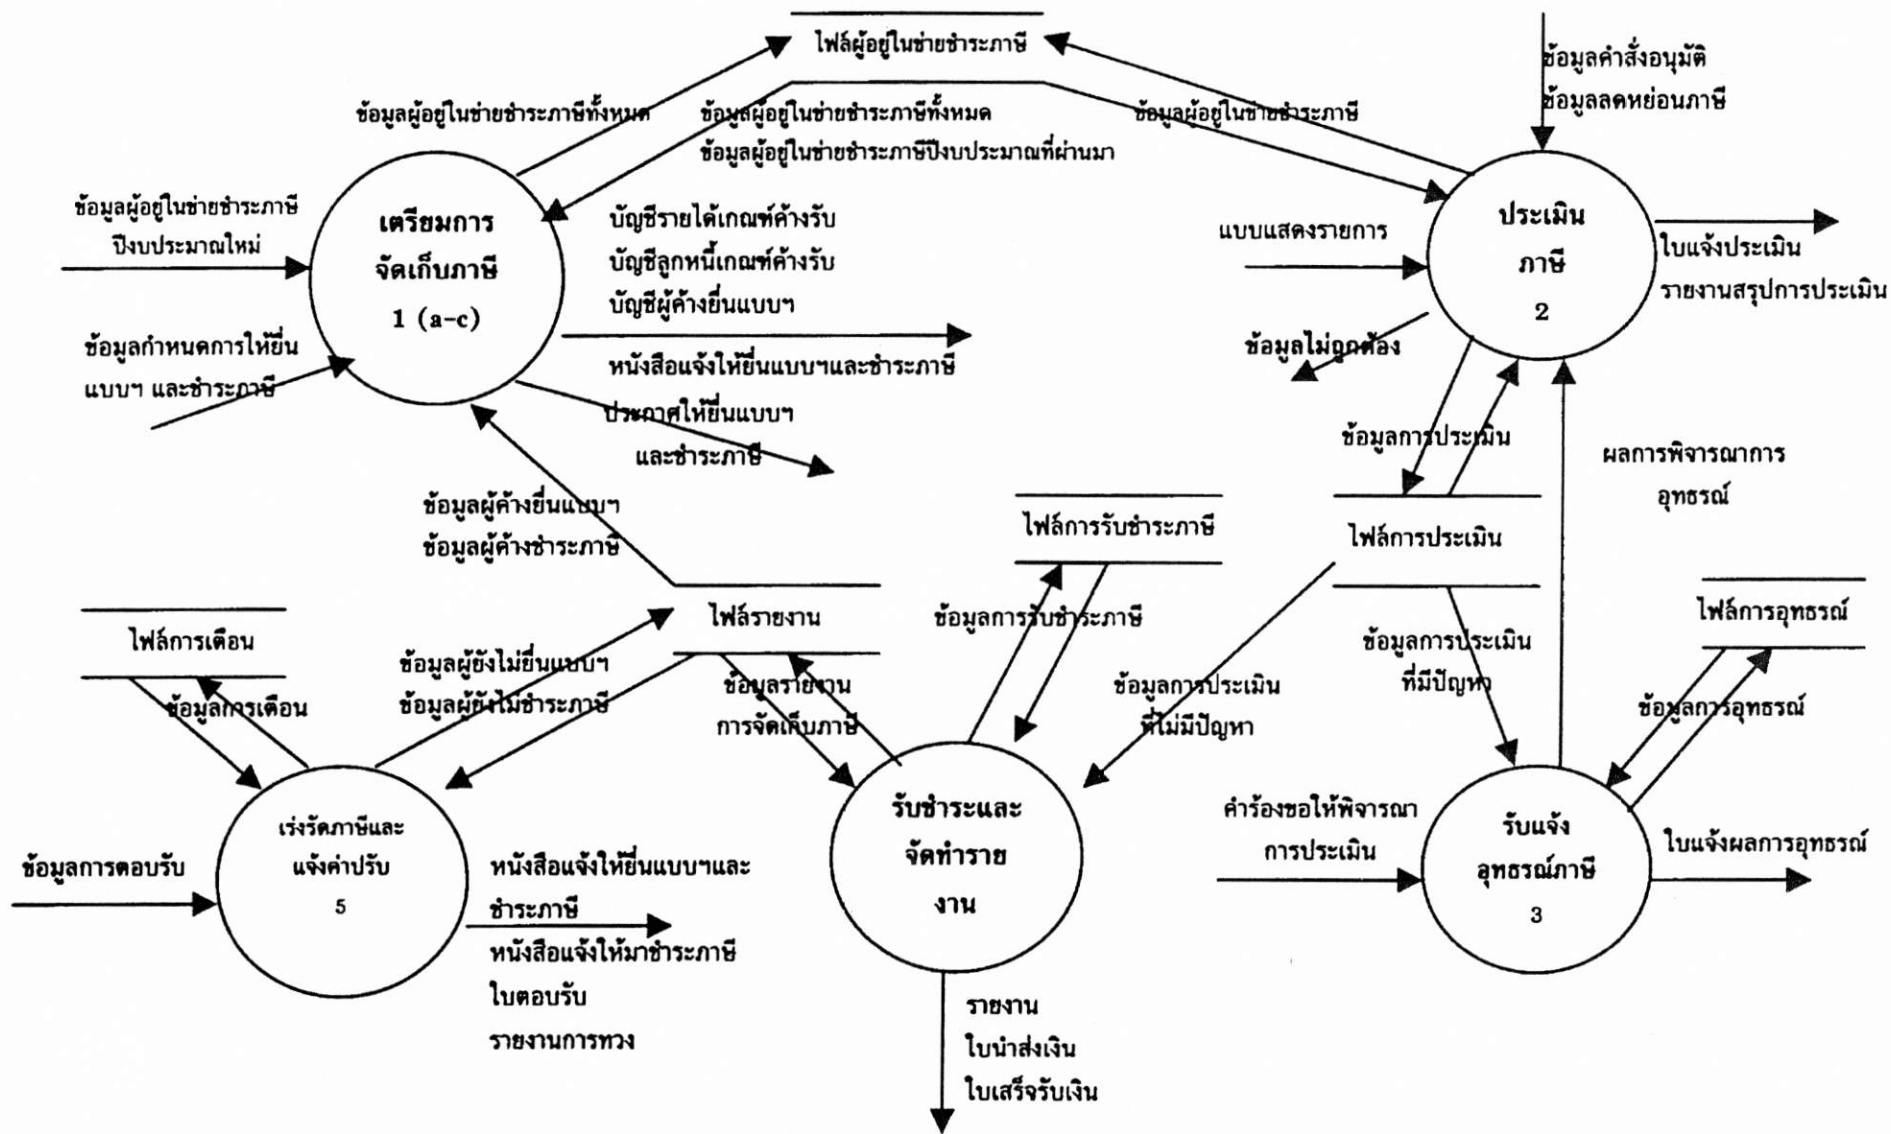 ไฟล์ผู้อยู่ในข่ายชำระภาษี
ข้อมูลคำสั่งอนุมัติ
ข้อมูลลดหย่อนภาษี
ข้อมูลผู้อยู่ในข่ายชำระภาษีทั้งหมด
ข้อมูลผู้อยู่ในข่ายชำระภาษีทั้งหมด
ข้อมูลผู้อยู่ในข่ายชำระภาษีปีงบประมาณที่ผ่านมา
ข้อมูลผู้อยู่ในข่ายชำระภาษี
ข้อมูลผู้อยู่ในข่ายชำระภาษี
ปีงบประมาณใหม่
เตรียมการ
จัดเก็บภาษี
1 (a-c)
บัญชีรายได้เกณฑ์ค้างรับ
บัญชีลูกหนี้เกณฑ์ค้างรับ
บัญชีผู้ค้างยื่นแบบฯ
หนังสือแจ้งให้ยื่นแบบฯและชำระภาษี
แบบแสดงรายการ
ประเมิน
ภาษี
2
ใบแจ้งประเมิน
รายงานสรุปการประเมิน
ข้อมูลกำหนดการให้ยื่น
แบบฯ และชำระภาษี
ข้อมูลไม่ถูกต้อง
ประกาศให้ยื่นแบบฯ
และชำระภาษี
ข้อมูลการประเมิน
ผลการพิจารณาการ
อุทธรณ์
ข้อมูลผู้ค้างยื่นแบบฯ
ข้อมูลผู้ค้างชำระภาษี
ไฟล์การรับชำระภาษี
ไฟล์การประเมิน
ไฟล์การเตือน
ไฟล์รายงาน
ข้อมูลการรับชำระภาษี
ไฟล์การอุทธรณ์
ข้อมูลการเตือน
ข้อมูลผู้ยังไม่ยื่นแบบฯ
ข้อมูลผู้ยังไม่ชำระภาษี
ข้อมูลรายงาน
การจัดเก็บภาษี
ข้อมูลการประเมิน
ที่ไม่มีปัญหา
ข้อมูลการประเมิน
ที่มีปัญหา
ข้อมูลการอุทธรณ์
ข้อมูลการตอบรับ
เร่งรัดภาษีและ
แจ้งค่าปรับ
5
หนังสือแจ้งให้ยื่นแบบฯและ
ชำระภาษี
หนังสือแจ้งให้มาชำระภาษี
ใบตอบรับ
รายงานการทวง
รับชำระและ
จัดทำราย
งาน
คำร้องขอให้พิจารณา
การประเมิน
รับแจ้ง
อุทธรณ์ภาษี
3
ใบแจ้งผลการอุทธรณ์
รายงาน
ใบนำส่งเงิน
ใบเสร็จรับเงิน